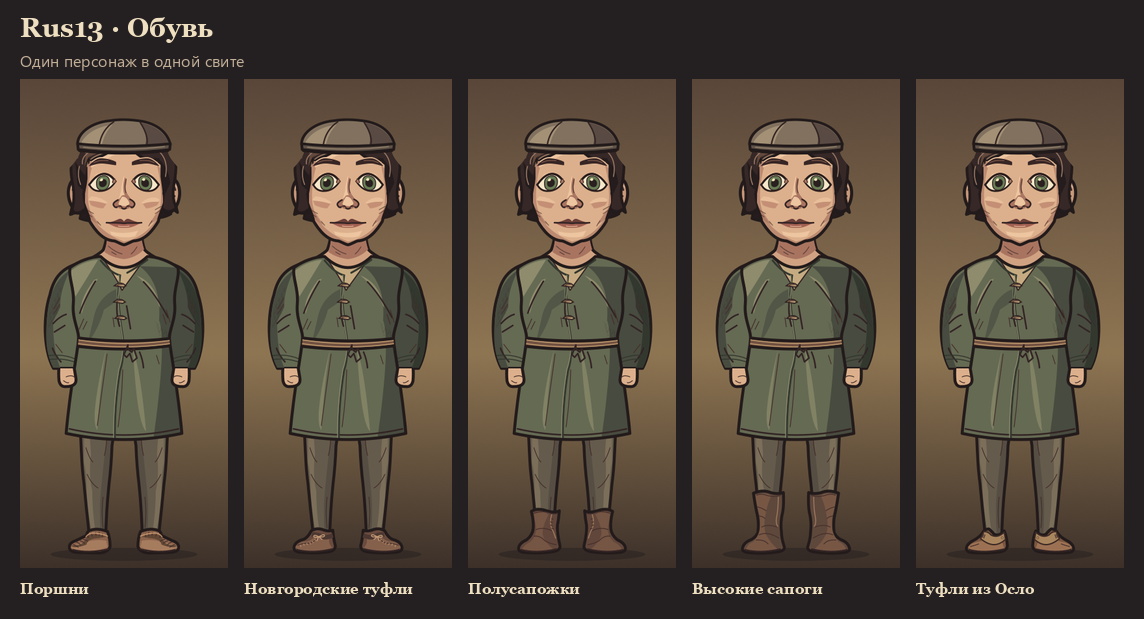 Rus13 · Обувь
Один персонаж в одной свите
Поршни
Новгородские туфли
Полусапожки
Высокие сапоги
Туфли из Осло